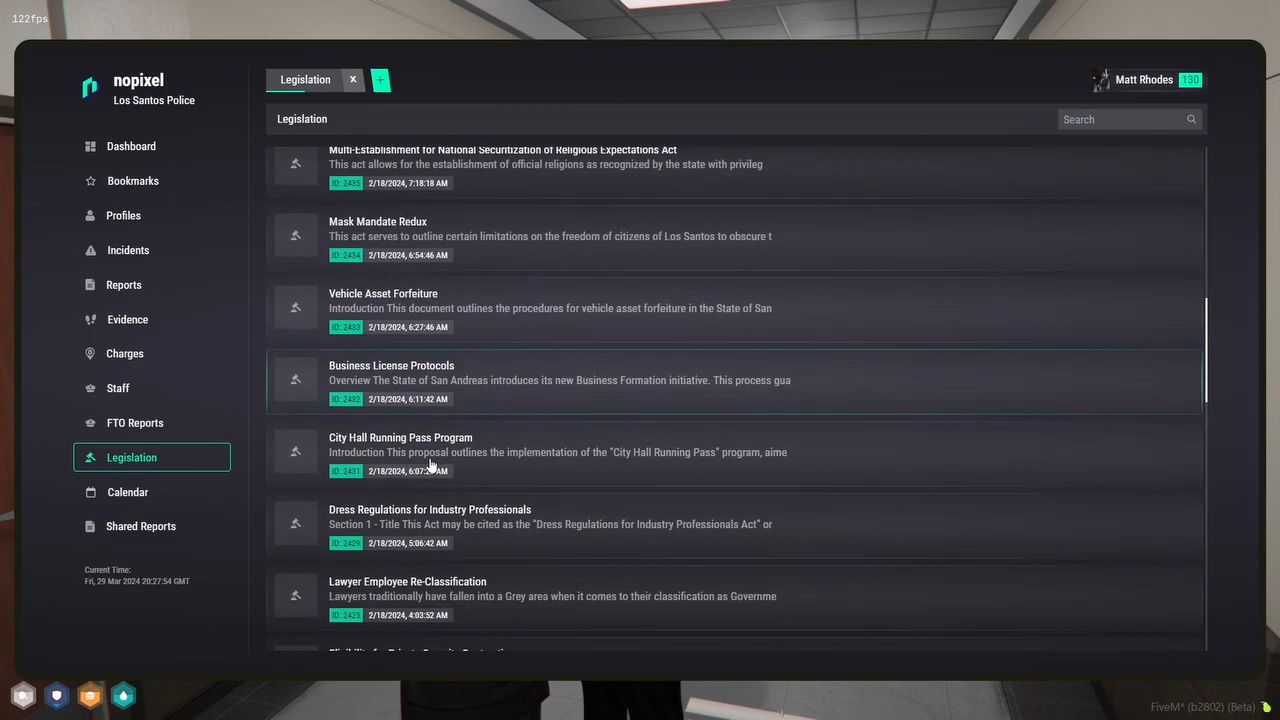 122fps
nopixel
Los Santos Police
Legislation x +
Matt Rhodes 130
Legislation
Search
Dashboard
Bookmarks
Profiles
Incidents
Reports
Evidence
Charges
Staff
FTO Reports
Legislation
Calendar
Shared Reports
Current Time:
Fri, 29 Mar 2024 20:27:54 GMT
Multi-Establishment for National Securitization of Religious Expectations Act
This act allows for the establishment of official religions as recognized by the state with privileg
ID: 2435 2/18/2024, 7:18:18 AM
Mask Mandate Redux
This act serves to outline certain limitations on the freedom of citizens of Los Santos to obscure t
ID: 2434 2/18/2024, 6:54:46 AM
Vehicle Asset Forfeiture
Introduction This document outlines the procedures for vehicle asset forfeiture in the State of San
ID: 2433 2/18/2024, 6:27:46 AM
Business License Protocols
Overview The State of San Andreas introduces its new Business Formation initiative. This process gua
ID: 2432 2/18/2024, 6:11:42 AM
City Hall Running Pass Program
Introduction This proposal outlines the implementation of the "City Hall Running Pass" program, aime
ID: 2431 2/18/2024, AM
Dress Regulations for Industry Professionals
Section 1 - Title This Act may be cited as the "Dress Regulations for Industry Professionals Act" or
ID: 2429 2/18/2024, 5:06:42 AM
Lawyer Employee Re-Classification
Lawyers traditionally have fallen into a Grey area when it comes to their classification as Governme
ID: 2425 2/18/2024, 4:03:52 AM
FiveM* (b2802) (Beta)